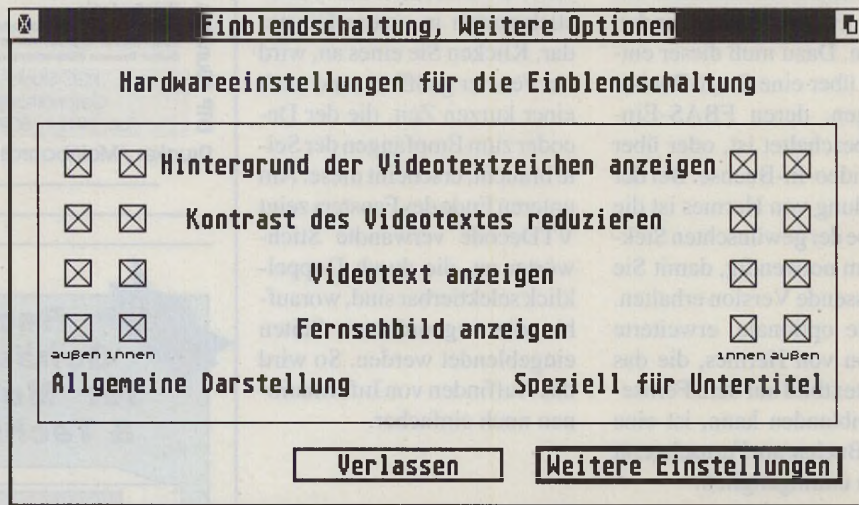 Einblendschaltung, Weitere Optionen
Hardwareeinstellungen für die Einblendschaltung
Hintergrund der Videotextzeichen anzeigen
Kontrast des Videotextes reduzieren
Videotext anzeigen
Fernsehbild anzeigen
außen innen
innen außen
Allgemeine Darstellung
Speziell für Untertitel
Verlassen
Weitere Einstellungen